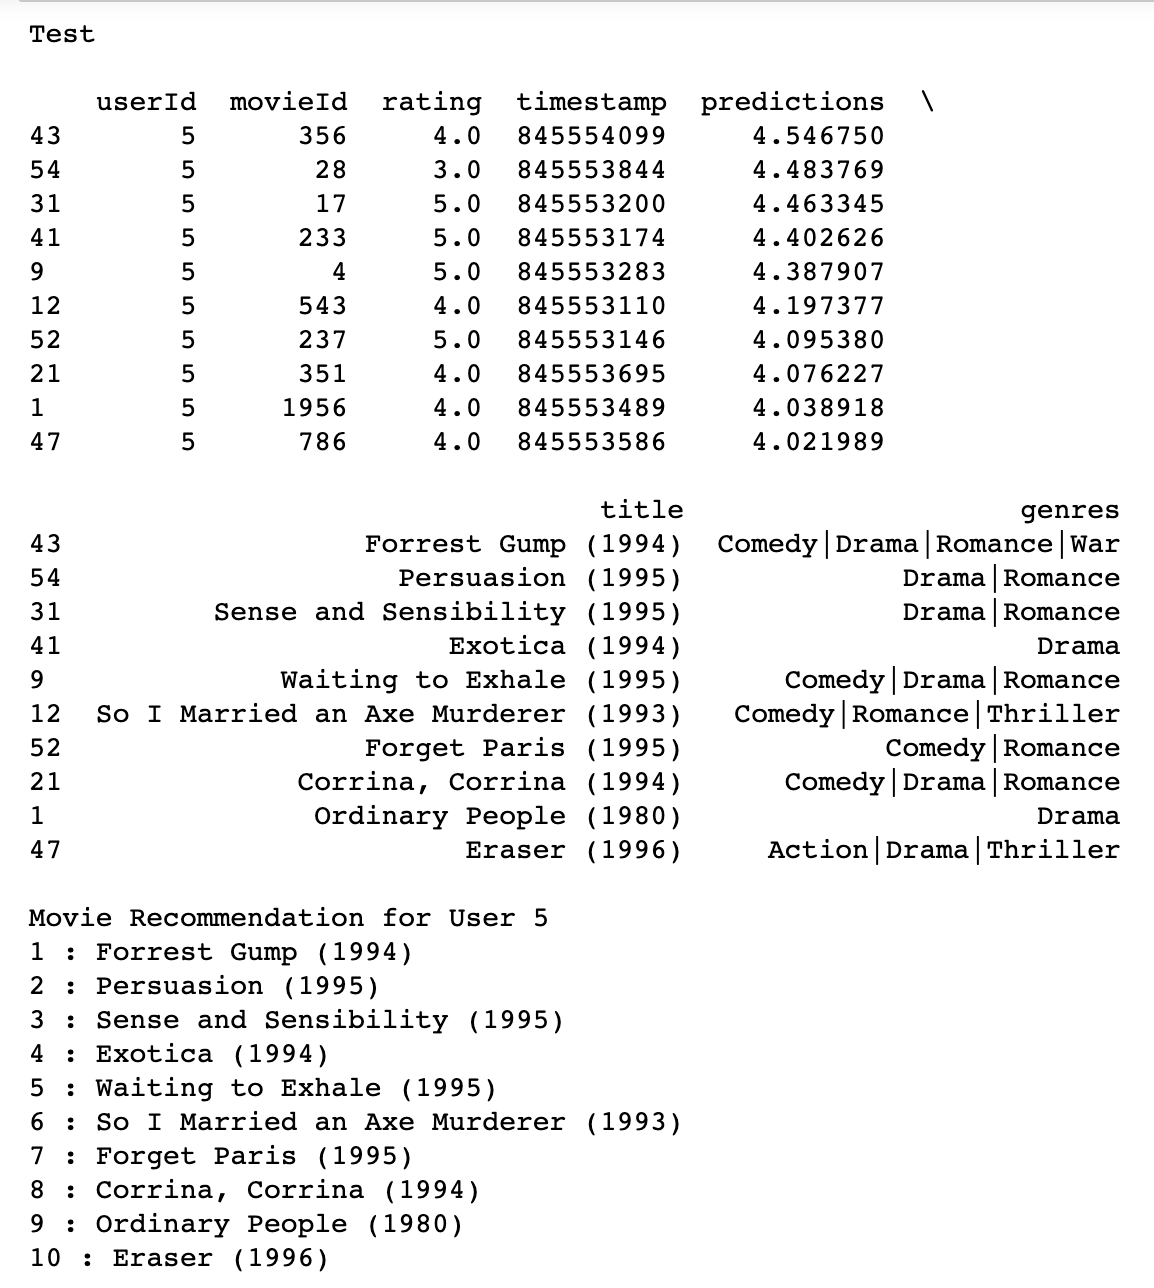 Test
userId movieId rating timestamp predictions \
43 5 356 4.0 845554099 4.546750
54 5 28 3.0 845553844 4.483769
31 5 17 5.0 845553200 4.463345
41 5 233 5.0 845553174 4.402626
9 5 4 5.0 845553283 4.387907
12 5 543 4.0 845553110 4.197377
52 5 237 5.0 845553146 4.095380
21 5 351 4.0 845553695 4.076227
1 5 1956 4.0 845553489 4.038918
47 5 786 4.0 845553586 4.021989
title genres
43 Forrest Gump (1994) Comedy|Drama|Romance|War
54 Persuasion (1995) Drama|Romance
31 Sense and Sensibility (1995) Drama|Romance
41 Exotica (1994) Drama
9 Waiting to Exhale (1995) Comedy|Drama|Romance
12 So I Married an Axe Murderer (1993) Comedy|Romance|Thriller
52 Forget Paris (1995) Comedy|Romance
21 Corrina, Corrina (1994) Comedy|Drama|Romance
1 Ordinary People (1980) Drama
47 Eraser (1996) Action|Drama|Thriller
Movie Recommendation for User 5
1 : Forrest Gump (1994)
2 : Persuasion (1995)
3 : Sense and Sensibility (1995)
4 : Exotica (1994)
5 : Waiting to Exhale (1995)
6 : So I Married an Axe Murderer (1993)
7 : Forget Paris (1995)
8 : Corrina, Corrina (1994)
9 : Ordinary People (1980)
10 : Eraser (1996)